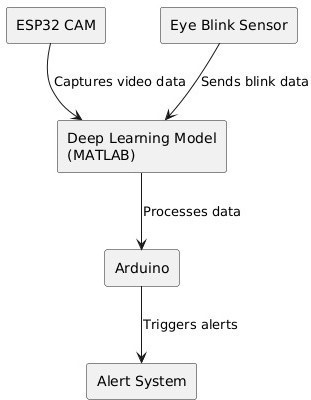 ESP32 CAM
Eye Blink Sensor
Captures video data
Sends blink data
Deep Learning Model
(MATLAB)
Processes data
Arduino
Triggers alerts
Alert System